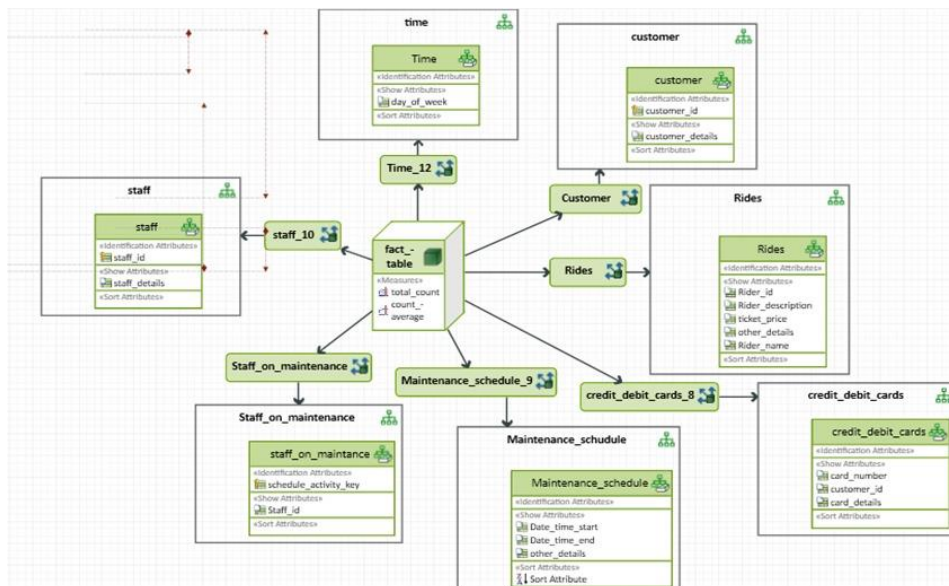 time
Time
«Identification Attributes»
«Show Attributes»
day_of_week
«Sort Attributes»
customer
customer
«Identification Attributes»
customer_id
«Show Attributes»
customer_details
«Sort Attributes»
Time_12
Customer
staff
staff
«Identification Attributes»
staff_id
«Show Attributes»
staff_details
«Sort Attributes»
staff_10
fact_-
table
«Measures»
total_count
count_-
average
Rides
Rides
Rides
«Identification Attributes»
«Show Attributes»
Rider_id
Rider_description
ticket_price
other_details
Rider_name
«Sort Attributes»
Staff_on_maintenance
Maintenance_schedule_9
credit_debit_cards_8
Staff_on_maintenance
staff_on_maintance
«Identification Attributes»
schedule_activity_key
«Show Attributes»
Staff_id
«Sort Attributes»
Maintenance_schudule
Maintenance_schedule
«Identification Attributes»
«Show Attributes»
Date_time_start
Date_time_end
other_details
«Sort Attributes»
Sort Attribute
credit_debit_cards
credit_debit_cards
«Identification Attributes»
«Show Attributes»
card_number
customer_id
card_details
«Sort Attributes»